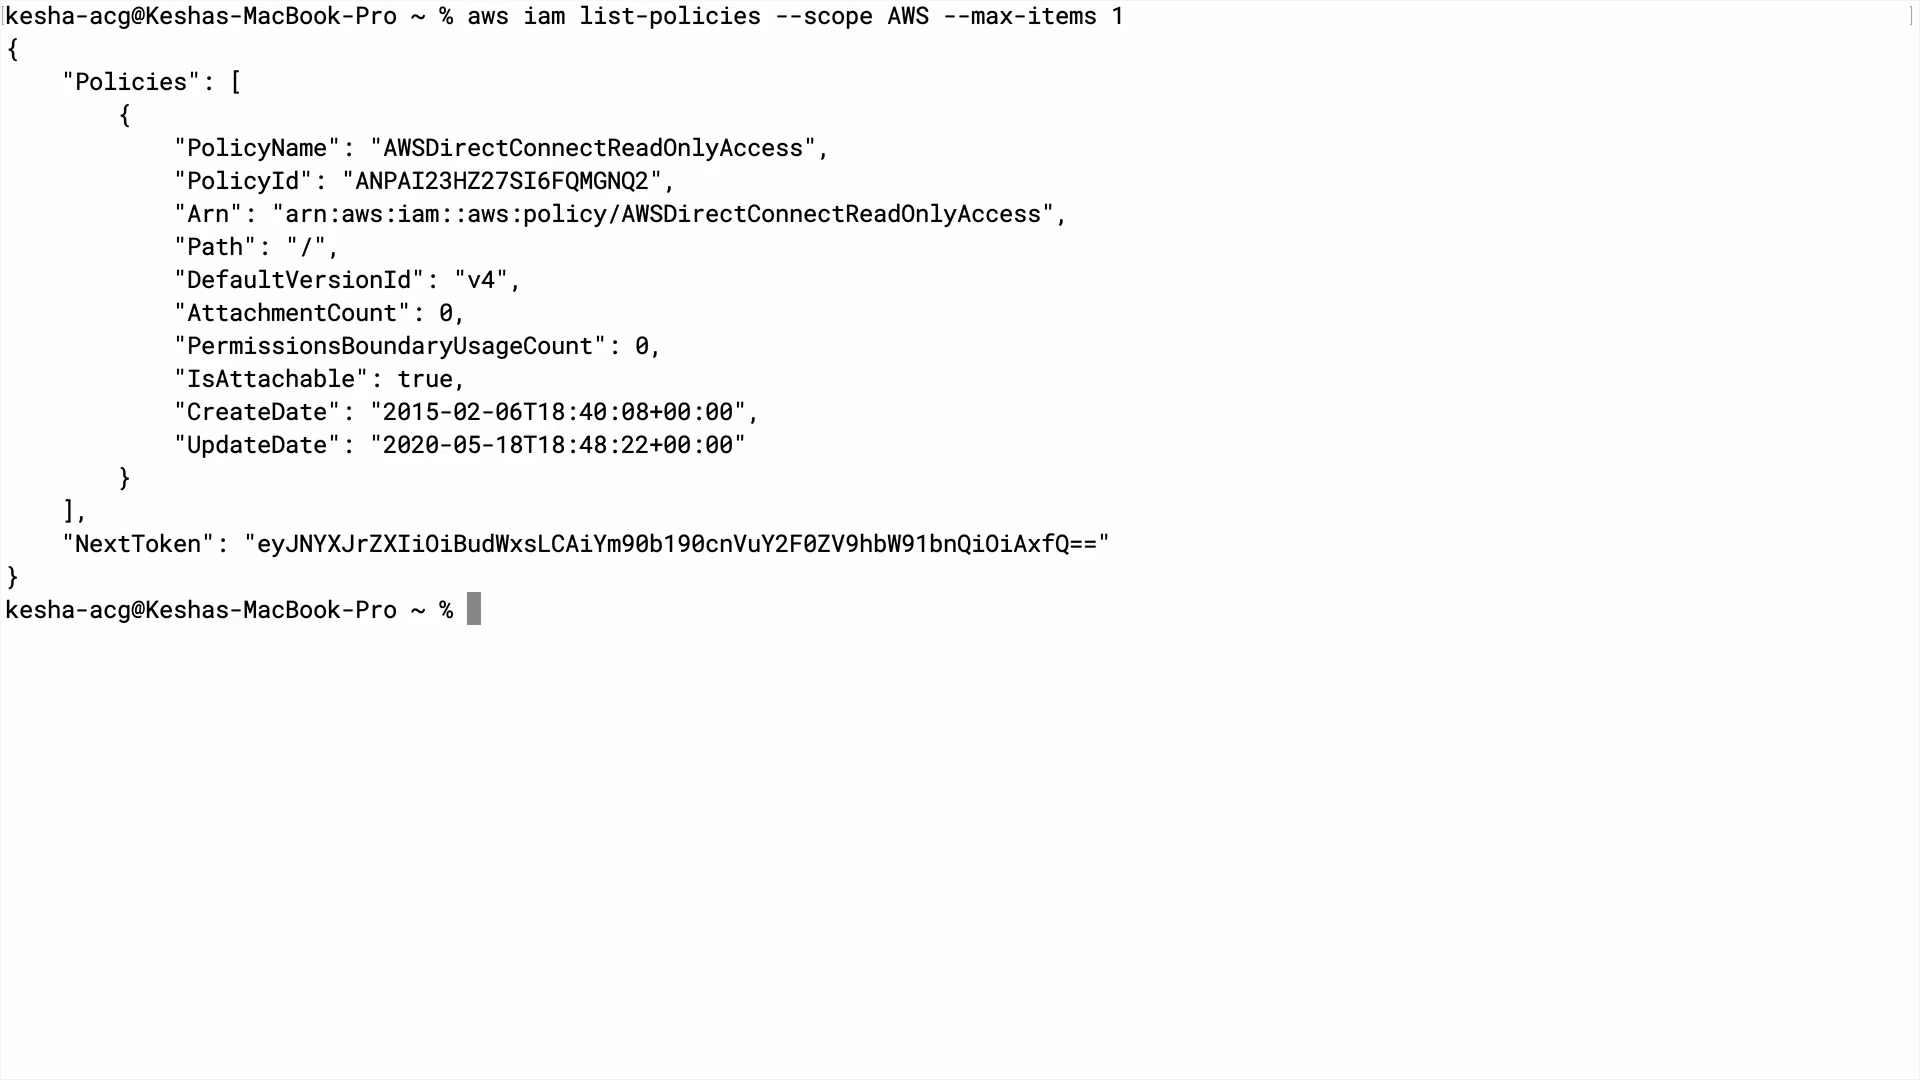 kesha-acg@Keshas-MacBook-Pro ~ % aws iam list-policies --scope AWS --max-items 1
{
    "Policies": [
        {
            "PolicyName": "AWSDirectConnectReadOnlyAccess",
            "PolicyId": "ANPAI23HZ27SI6FQMGNQ2",
            "Arn": "arn:aws:iam::aws:policy/AWSDirectConnectReadOnlyAccess",
            "Path": "/",
            "DefaultVersionId": "v4",
            "AttachmentCount": 0,
            "PermissionsBoundaryUsageCount": 0,
            "IsAttachable": true,
            "CreateDate": "2015-02-06T18:40:08+00:00",
            "UpdateDate": "2020-05-18T18:48:22+00:00"
        }
    ],
    "NextToken": "eyJNYXJrZXIiOiBudWxsLCAiYm90b190cnVuY2F0ZV9hbW91bnQiOiAxfQ=="
}
kesha-acg@Keshas-MacBook-Pro ~ %